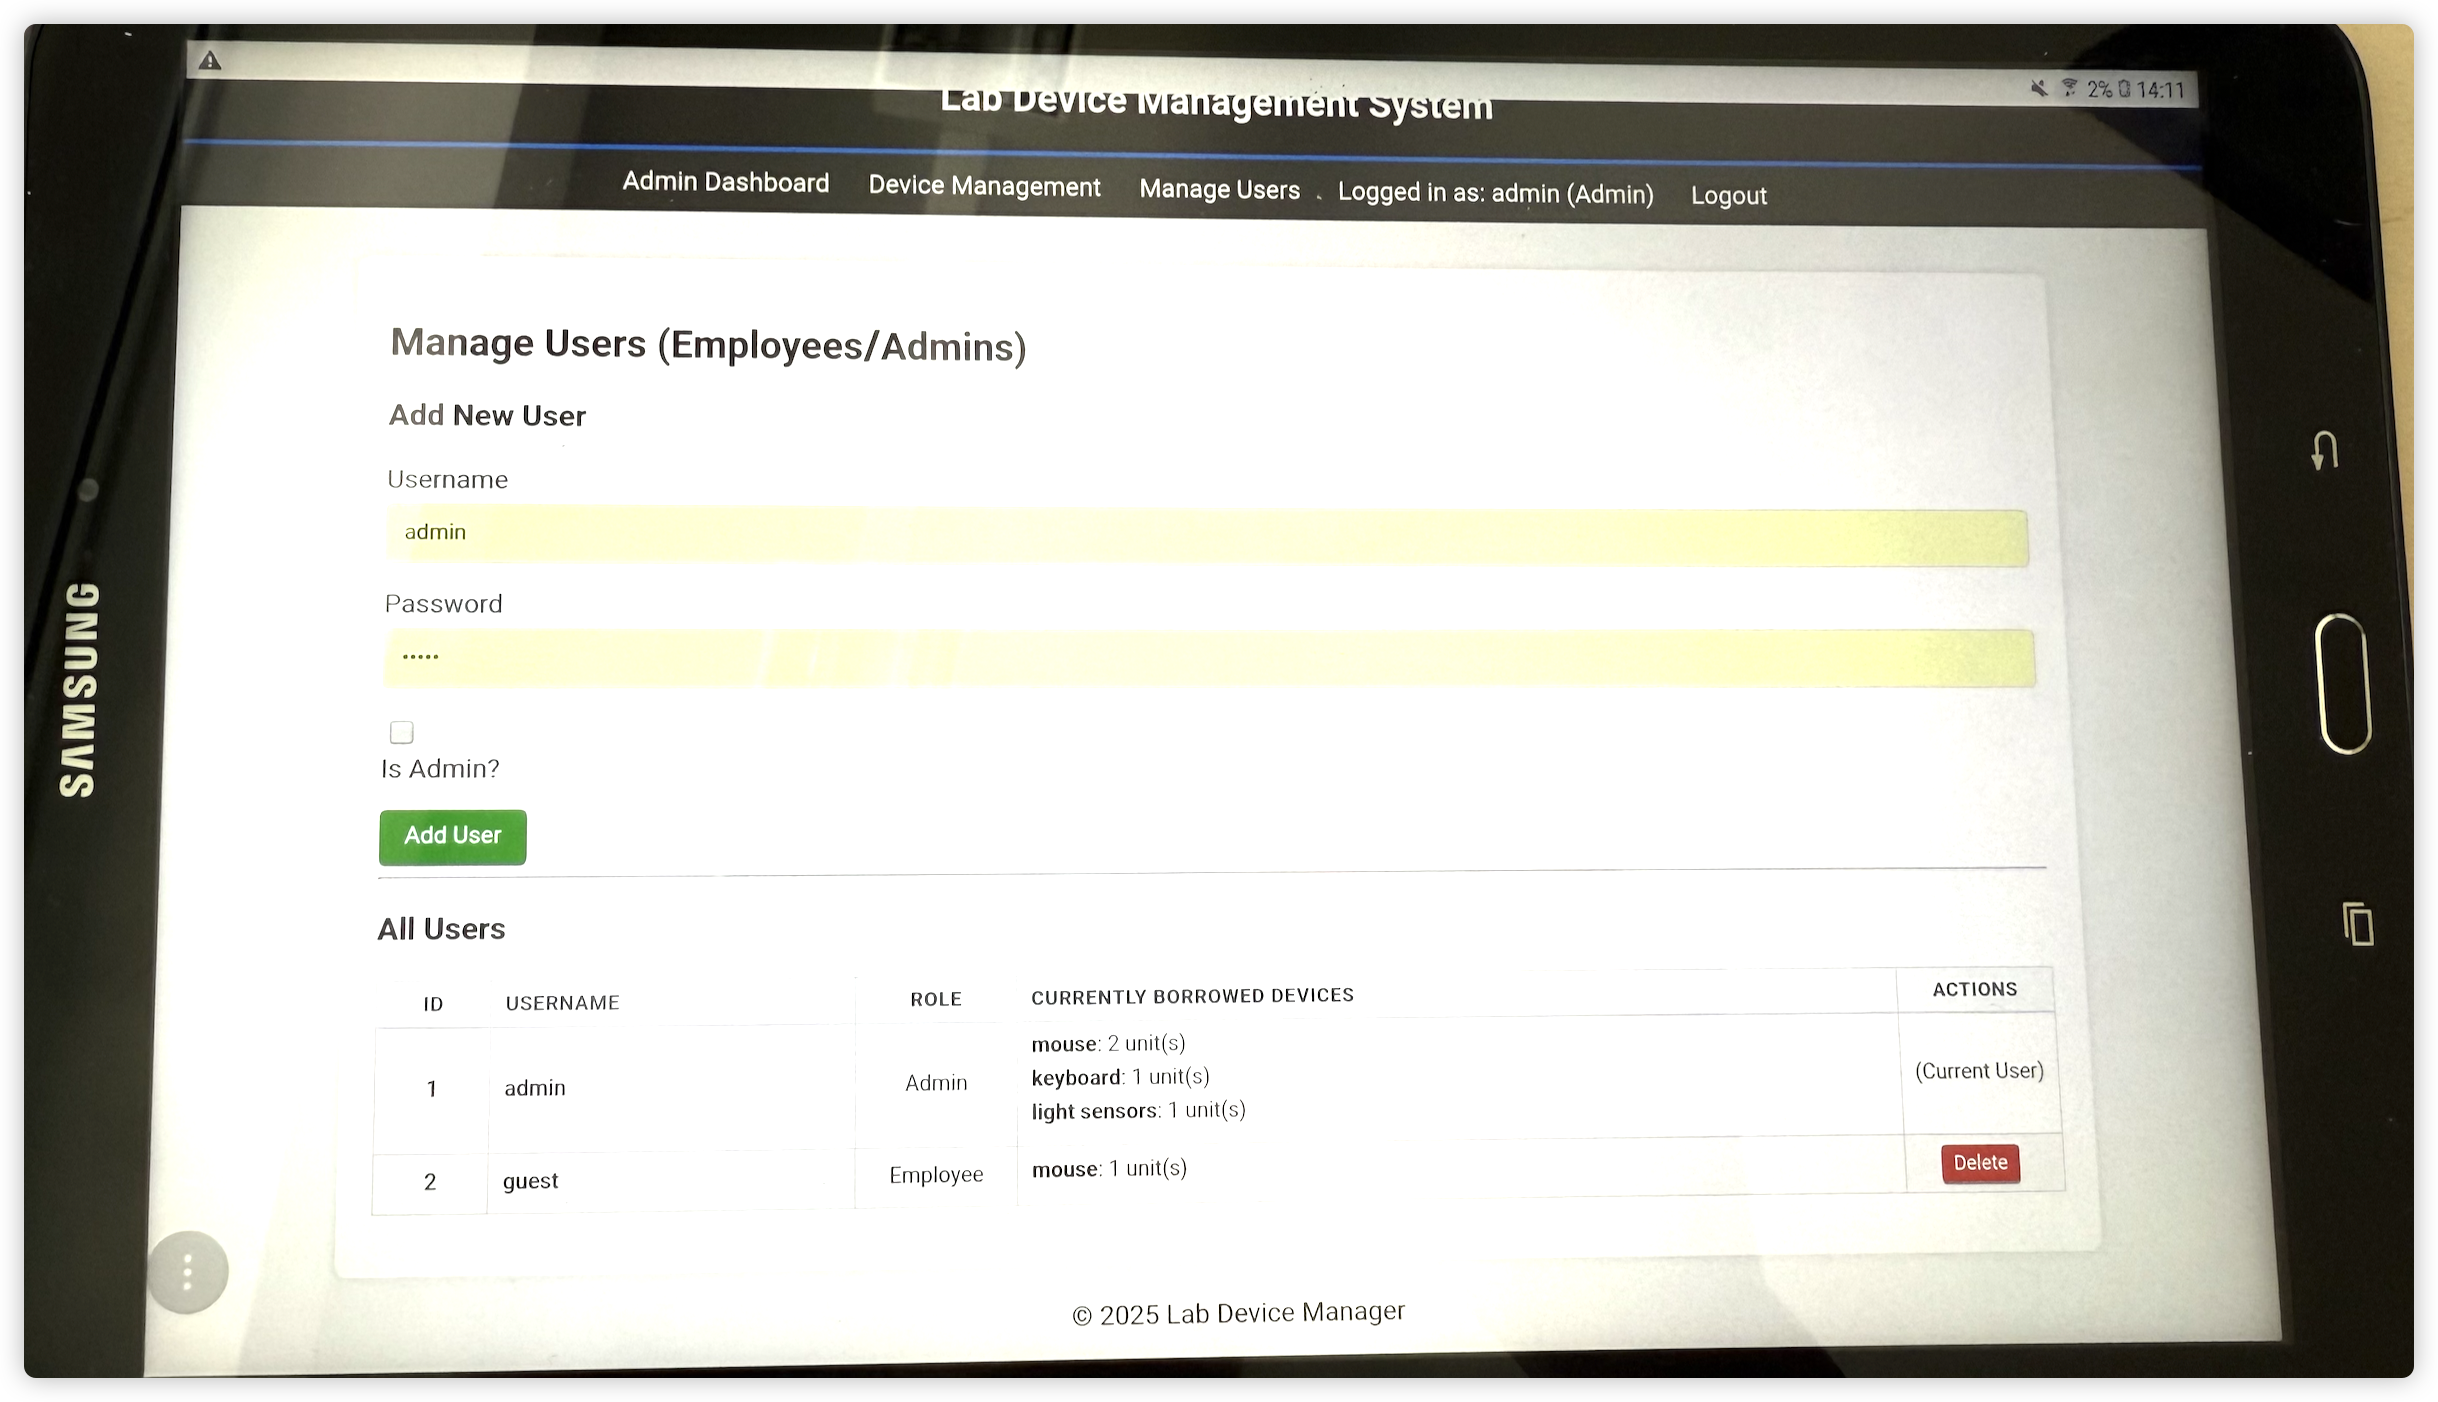 2% 14:11
Lab Device Management System
Admin Dashboard Device Management Manage Users Logged in as: admin (Admin) Logout
Manage Users (Employees/Admins)
Add New User
Username
admin
Password
•••••
Is Admin?
Add User
All Users
ID USERNAME ROLE CURRENTLY BORROWED DEVICES ACTIONS
1 admin Admin mouse: 2 unit(s)
keyboard: 1 unit(s)
light sensors: 1 unit(s)
(Current User)
2 guest Employee mouse: 1 unit(s) Delete
© 2025 Lab Device Manager
SAMSUNG